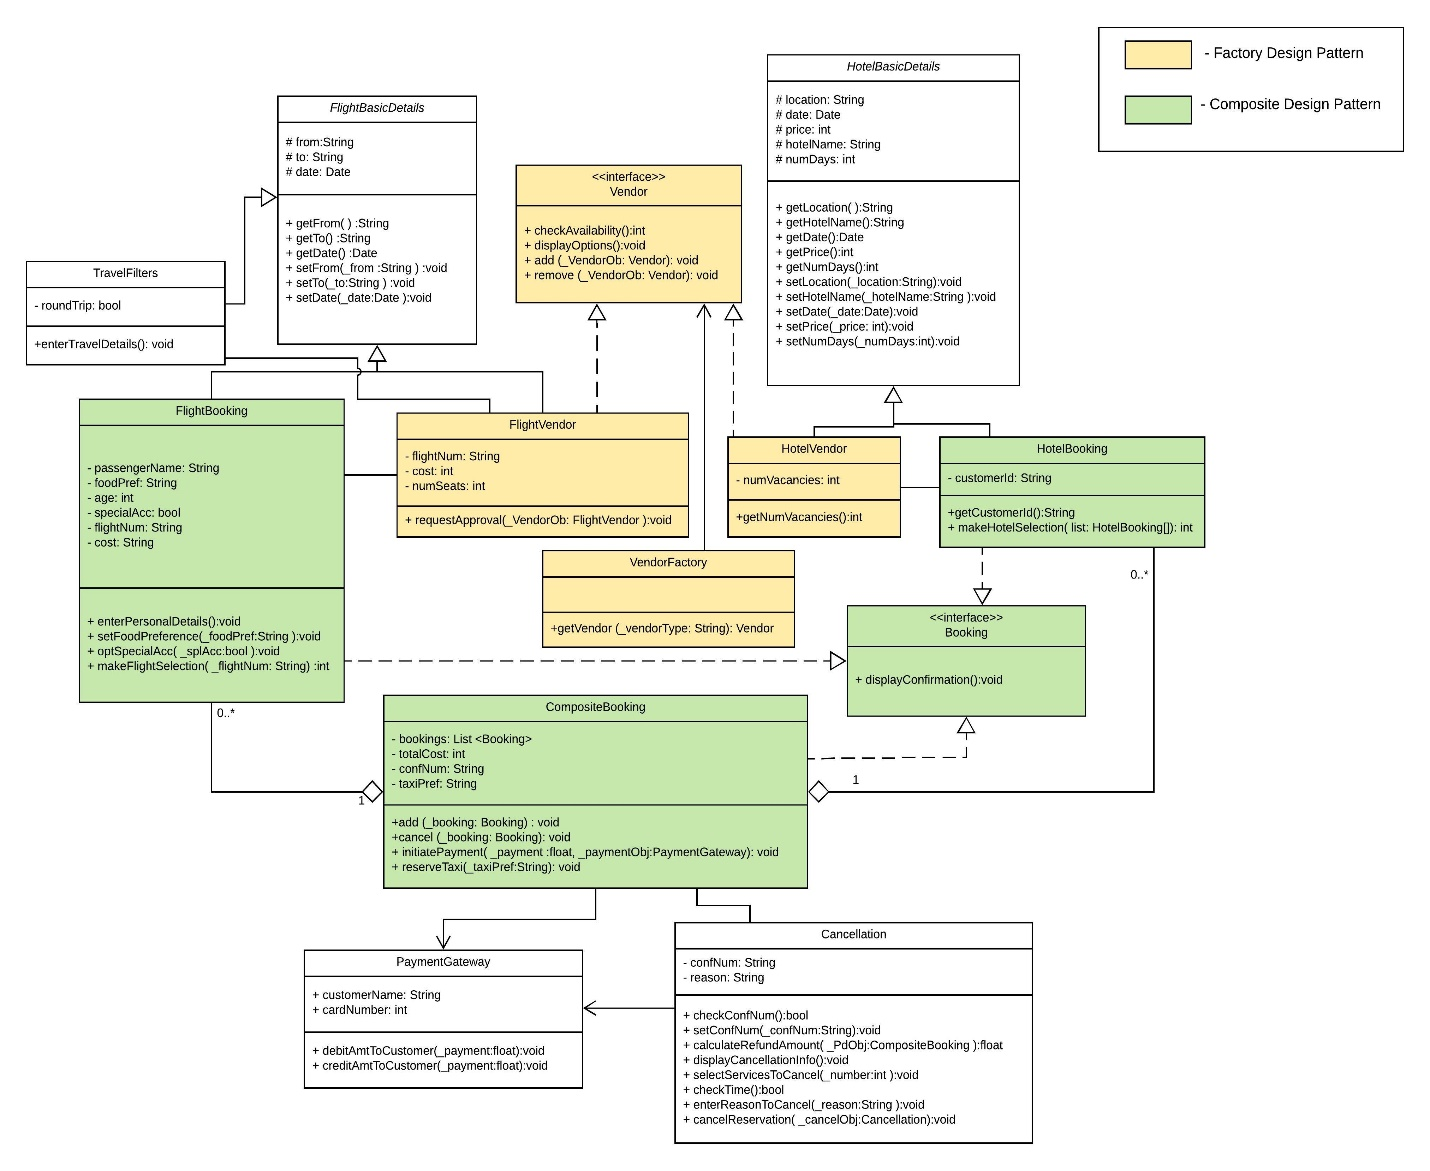 - Factory Design Pattern
- Composite Design Pattern
HotelBasicDetails
# location: String
# date: Date
# price: int
# hotelName: String
# numDays: int
+ getLocation( ):String
+ getHotelName():String
+ getDate():Date
+ getPrice():int
+ getNumDays():int
+ setLocation(_location:String):void
+ setHotelName(_hotelName:String ):void
+ setDate(_date:Date):void
+ setPrice(_price: int):void
+ setNumDays(_numDays:int):void
FlightBasicDetails
# from:String
# to: String
# date: Date
+ getFrom( ) :String
+ getTo() :String
+ getDate() :Date
+ setFrom(_from :String ) :void
+ setTo(_to:String ) :void
+ setDate(_date:Date ):void
<<interface>>
Vendor
+ checkAvailability():int
+ displayOptions():void
+ add (_VendorOb: Vendor): void
+ remove (_VendorOb: Vendor): void
TravelFilters
- roundTrip: bool
+enterTravelDetails(): void
FlightBooking
- passengerName: String
- foodPref: String
- age: int
- specialAcc: bool
- flightNum: String
- cost: String
+ enterPersonalDetails():void
+ setFoodPreference(_foodPref:String ):void
+ optSpecialAcc( _splAcc:bool ):void
+ makeFlightSelection( _flightNum: String) :int
FlightVendor
- flightNum: String
- cost: int
- numSeats: int
+ requestApproval(_VendorOb: FlightVendor ):void
HotelVendor
- numVacancies: int
+getNumVacancies():int
HotelBooking
- customerId: String
+getCustomerId():String
+ makeHotelSelection( list: HotelBooking[]): int
VendorFactory
+getVendor (_vendorType: String): Vendor
0..*
<<interface>>
Booking
+ displayConfirmation():void
0..*
CompositeBooking
- bookings: List <Booking>
- totalCost: int
- confNum: String
- taxiPref: String
+add (_booking: Booking) : void
+cancel (_booking: Booking): void
+ initiatePayment( _payment :float, _paymentObj:PaymentGateway): void
+ reserveTaxi(_taxiPref:String): void
1
1
PaymentGateway
+ customerName: String
+ cardNumber: int
+ debitAmtToCustomer(_payment:float):void
+ creditAmtToCustomer(_payment:float):void
Cancellation
- confNum: String
- reason: String
+ checkConfNum():bool
+ setConfNum(_confNum:String):void
+ calculateRefundAmount( _PdObj:CompositeBooking ):float
+ displayCancellationInfo():void
+ selectServicesToCancel(_number:int ):void
+ checkTime():bool
+ enterReasonToCancel(_reason:String ):void
+ cancelReservation( _cancelObj:Cancellation):void